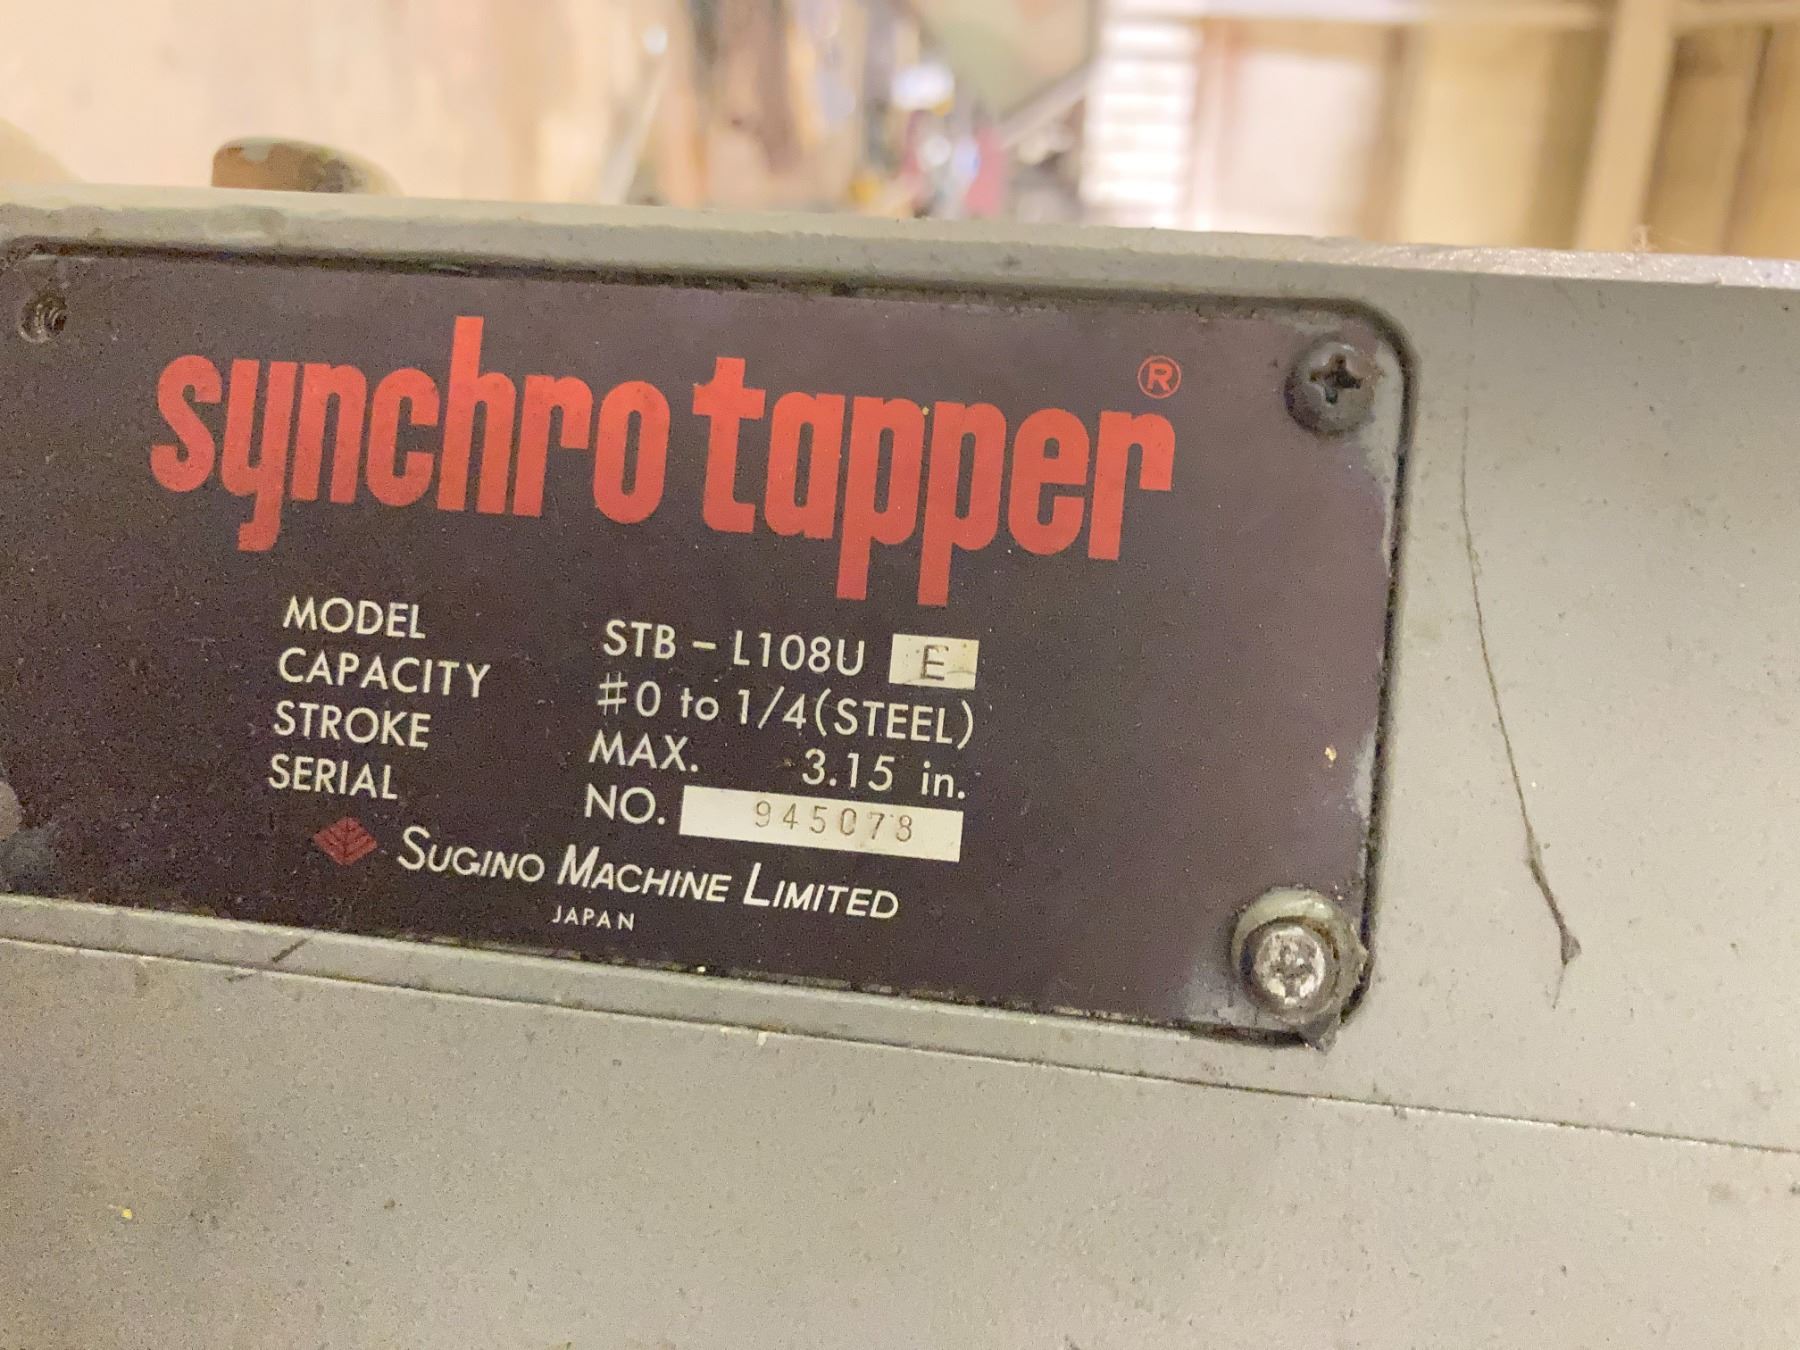 synchro tapper ®
MODEL STB - L108U E
CAPACITY #0 to 1/4 (STEEL)
STROKE MAX. 3.15 in.
SERIAL NO. 945078
SUGINO MACHINE LIMITED
JAPAN